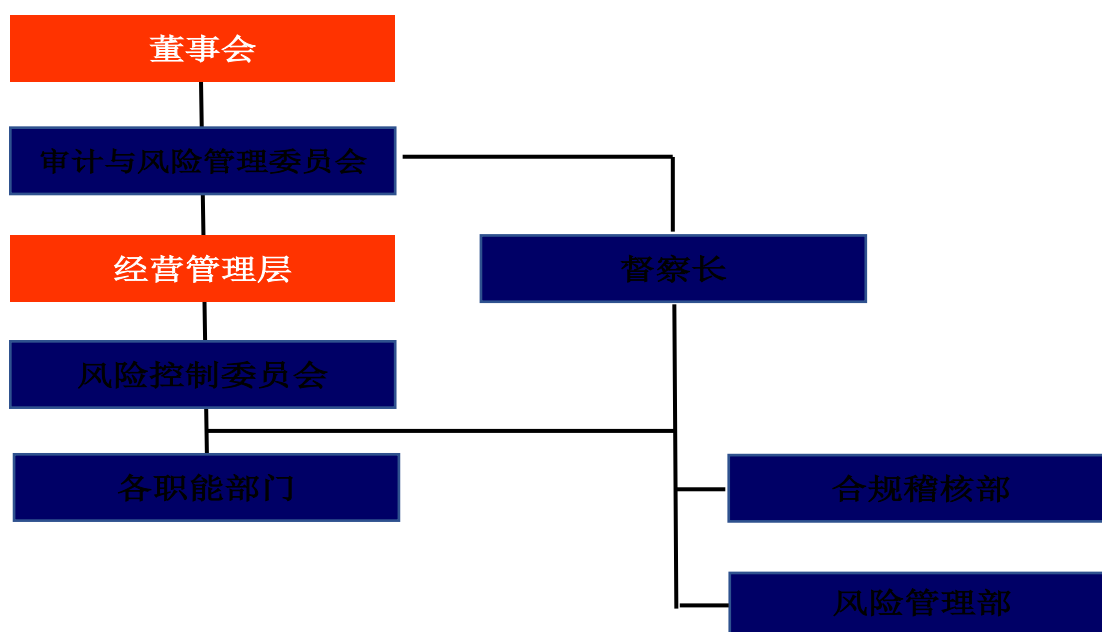 董事会
审计与风险管理委员会
经营管理层
督察长
风险控制委员会
各职能部门
合规稽核部
风险管理部